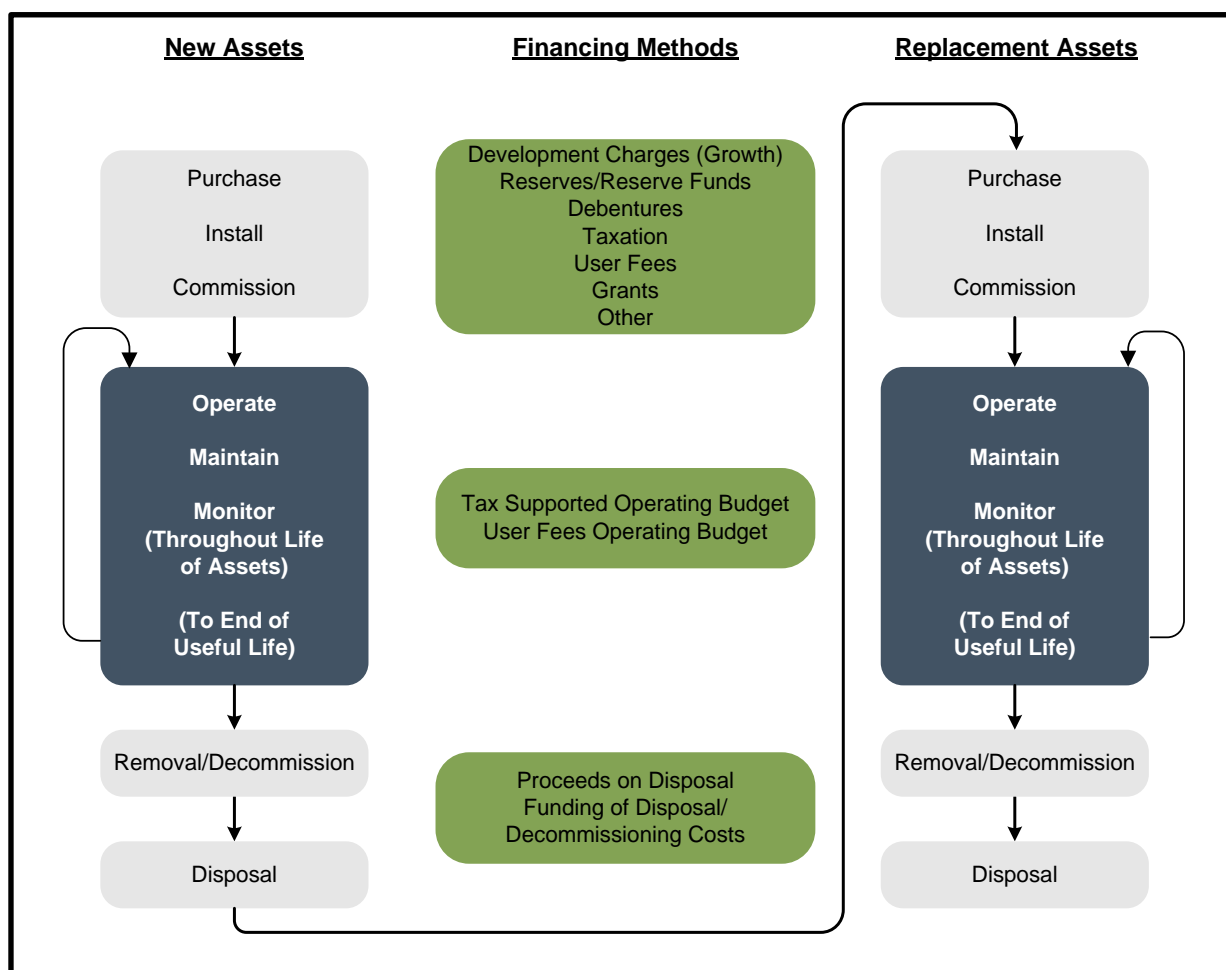 New Assets
Financing Methods
Replacement Assets
Purchase
Install
Commission
Operate
Maintain
Monitor
(Throughout Life
of Assets)
(To End of
Useful Life)
Removal/Decommission
Disposal
Development Charges (Growth)
Reserves/Reserve Funds
Debentures
Taxation
User Fees
Grants
Other
Tax Supported Operating Budget
User Fees Operating Budget
Proceeds on Disposal
Funding of Disposal/
Decommissioning Costs
Purchase
Install
Commission
Operate
Maintain
Monitor
(Throughout Life
of Assets)
(To End of
Useful Life)
Removal/Decommission
Disposal